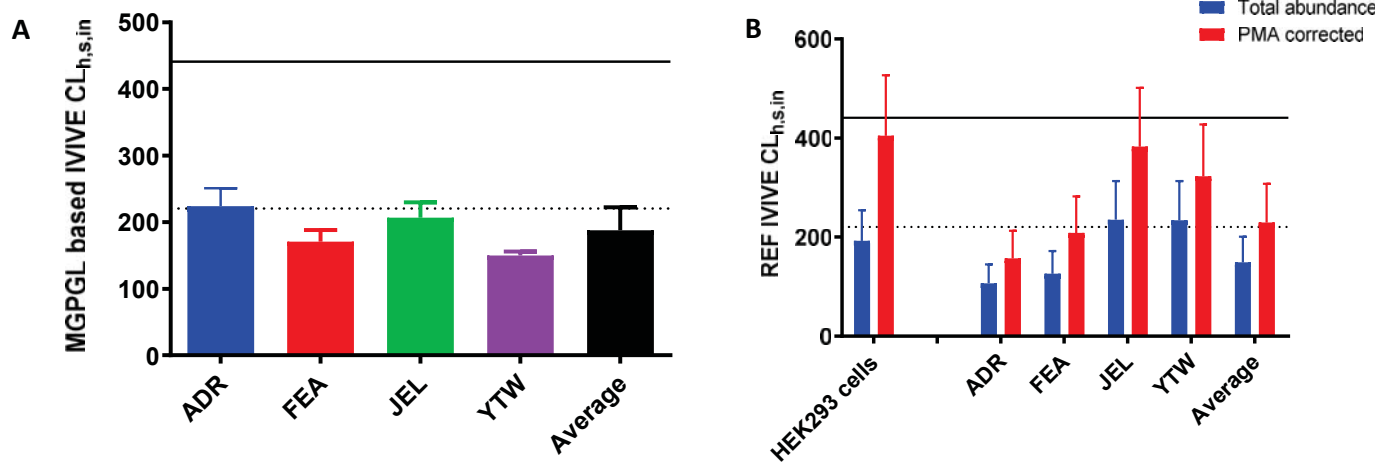 A
MGPGL based IVIVE CLh,s,in
500
400
300
200
100
0
ADR
FEA
JEL
YTW
Average
B
Total abundance
PMA corrected
REF IVIVE CLh,s,in
600
400
200
0
HEK293 cells
ADR
FEA
JEL
YTW
Average